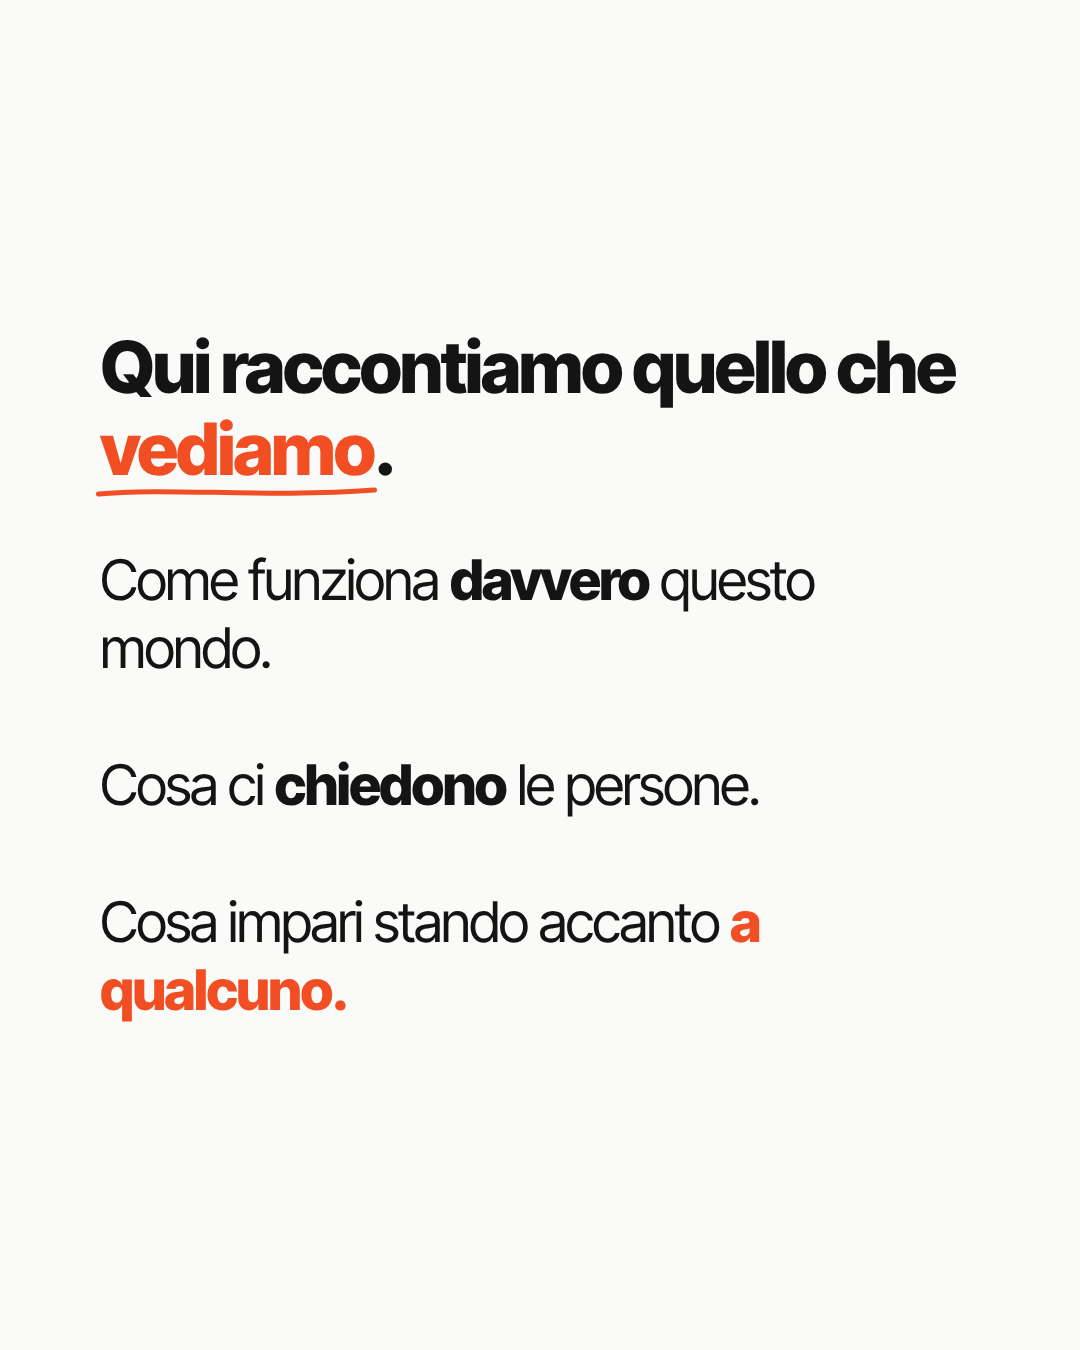 Qui raccontiamo quello che
vediamo.
Come funziona davvero questo
mondo.
Cosa ci chiedono le persone.
Cosa impari stando accanto a
qualcuno.